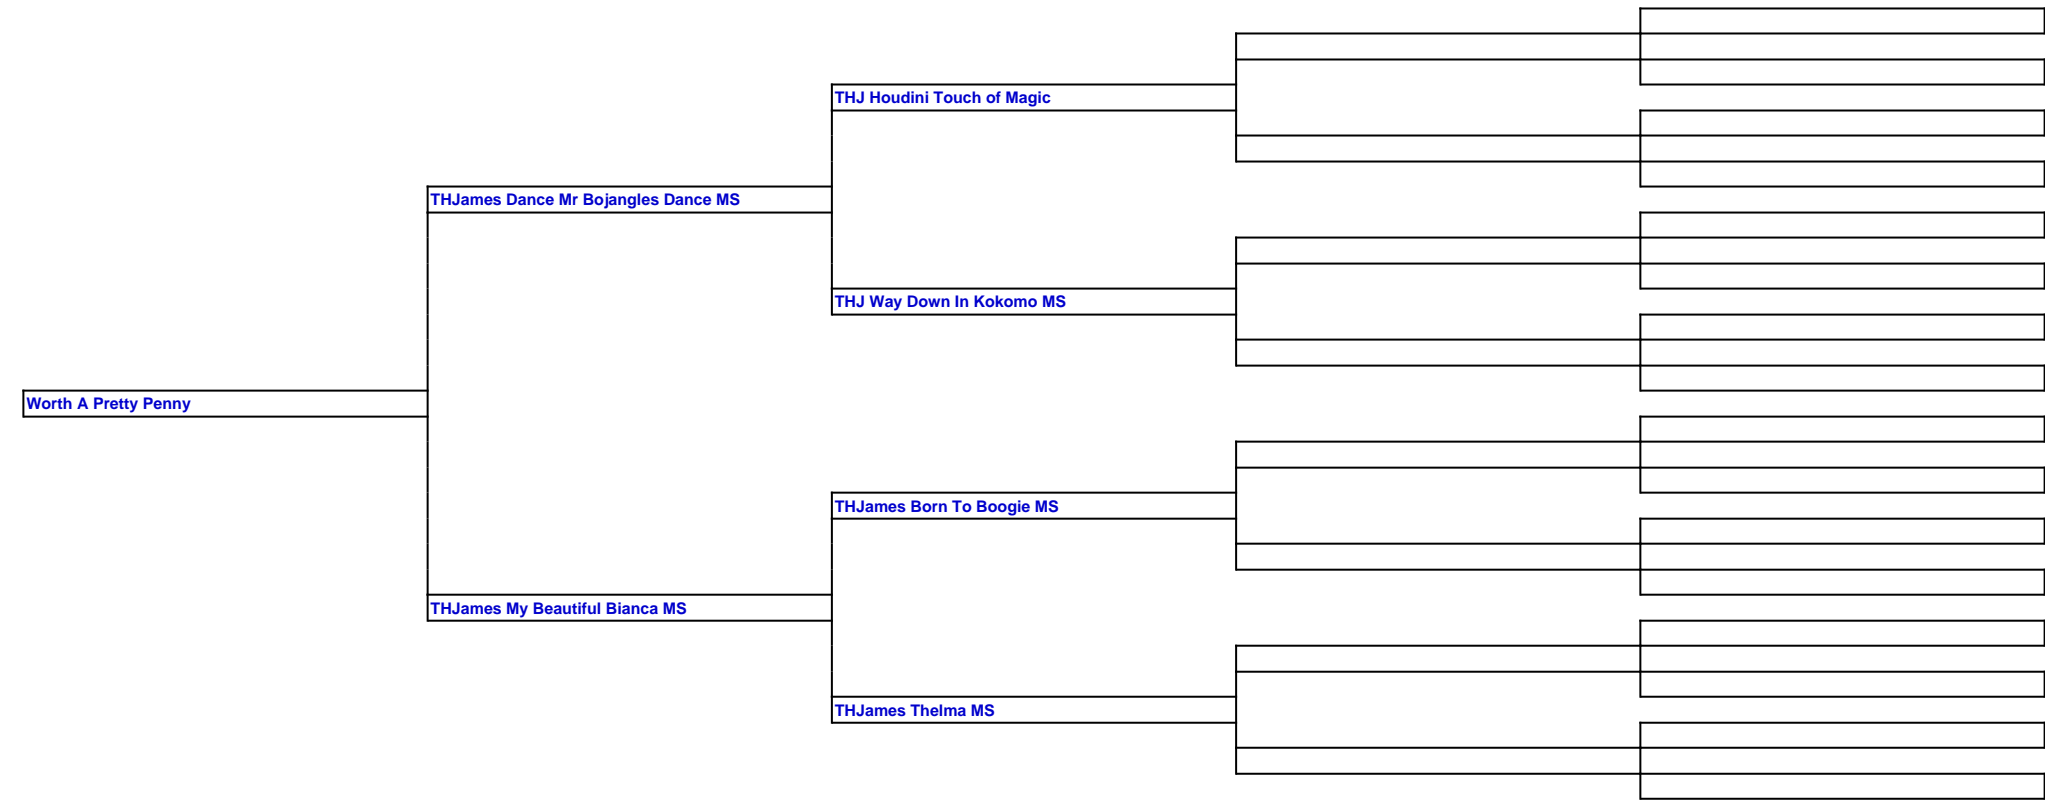 THJ Houdini Touch of Magic
THJames Dance Mr Bojangles Dance MS
THJ Way Down In Kokomo MS
Worth A Pretty Penny
THJames Born To Boogie MS
THJames My Beautiful Bianca MS
THJames Thelma MS